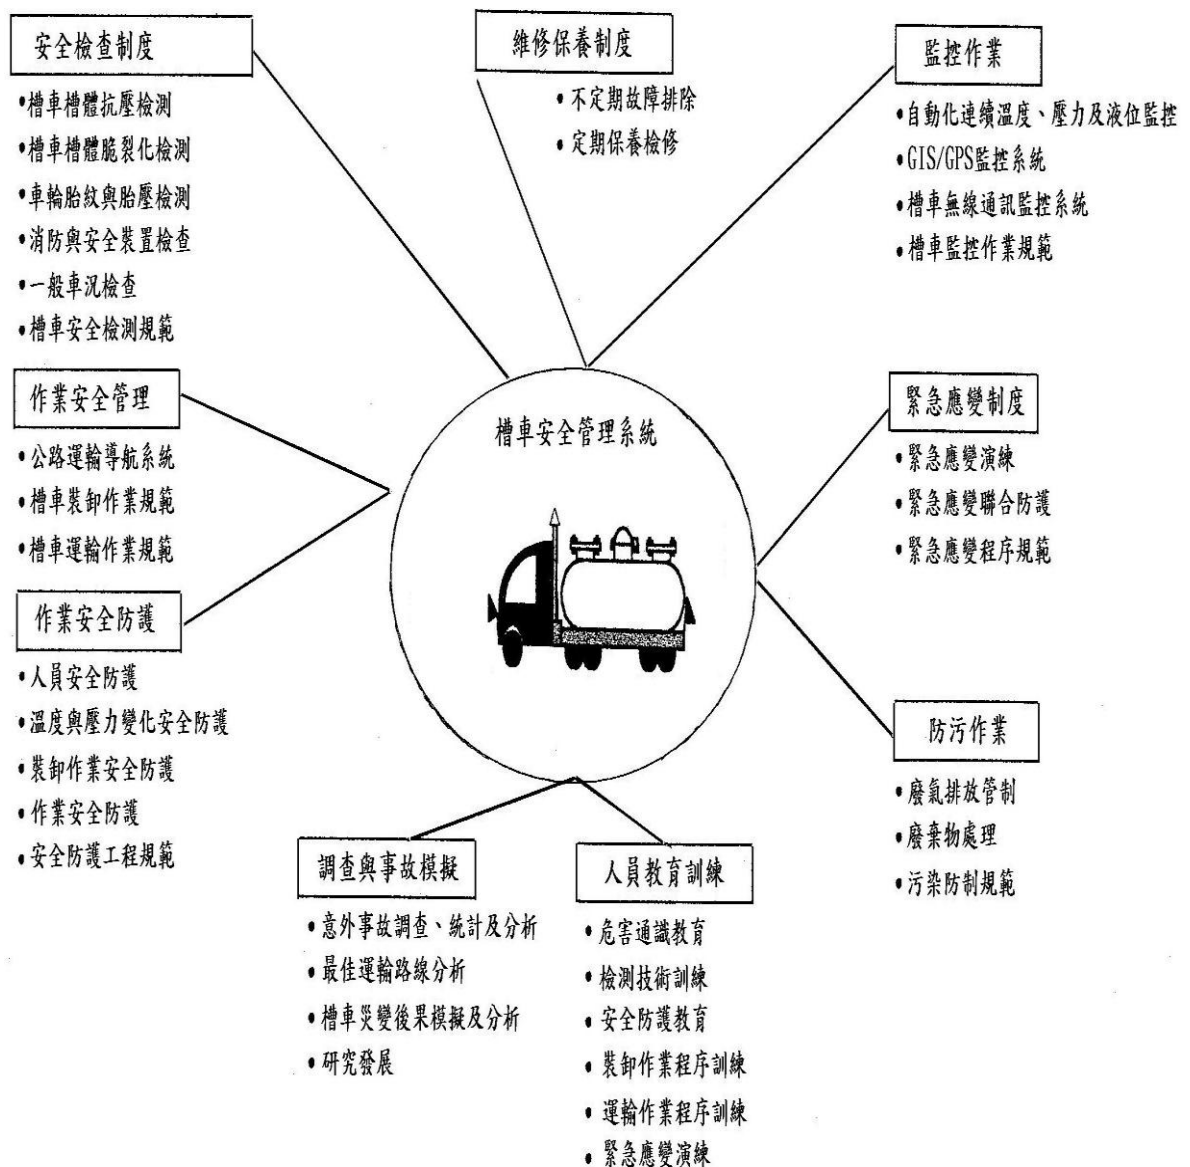 安全檢查制度
•槽車槽體抗壓檢測
•槽車槽體脆裂化檢測
•車輪胎紋與胎壓檢測
•消防與安全裝置檢查
•一般車況檢查
•槽車安全檢測規範
維修保養制度
•不定期故障排除
•定期保養檢修
監控作業
•自動化連續溫度、壓力及液位監控
•GIS/GPS監控系統
•槽車無線通訊監控系統
•槽車監控作業規範
作業安全管理
•公路運輸導航系統
•槽車裝卸作業規範
•槽車運輸作業規範
槽車安全管理系統
緊急應變制度
•緊急應變演練
•緊急應變聯合防護
•緊急應變程序規範
作業安全防護
•人員安全防護
•溫度與壓力變化安全防護
•裝卸作業安全防護
•作業安全防護
•安全防護工程規範
防污作業
•廢氣排放管制
•廢棄物處理
•污染防制規範
調查與事故模擬
•意外事故調查、統計及分析
•最佳運輸路線分析
•槽車災變後果模擬及分析
•研究發展
人員教育訓練
•危害通識教育
•檢測技術訓練
•安全防護教育
•裝卸作業程序訓練
•運輸作業程序訓練
•緊急應變演練